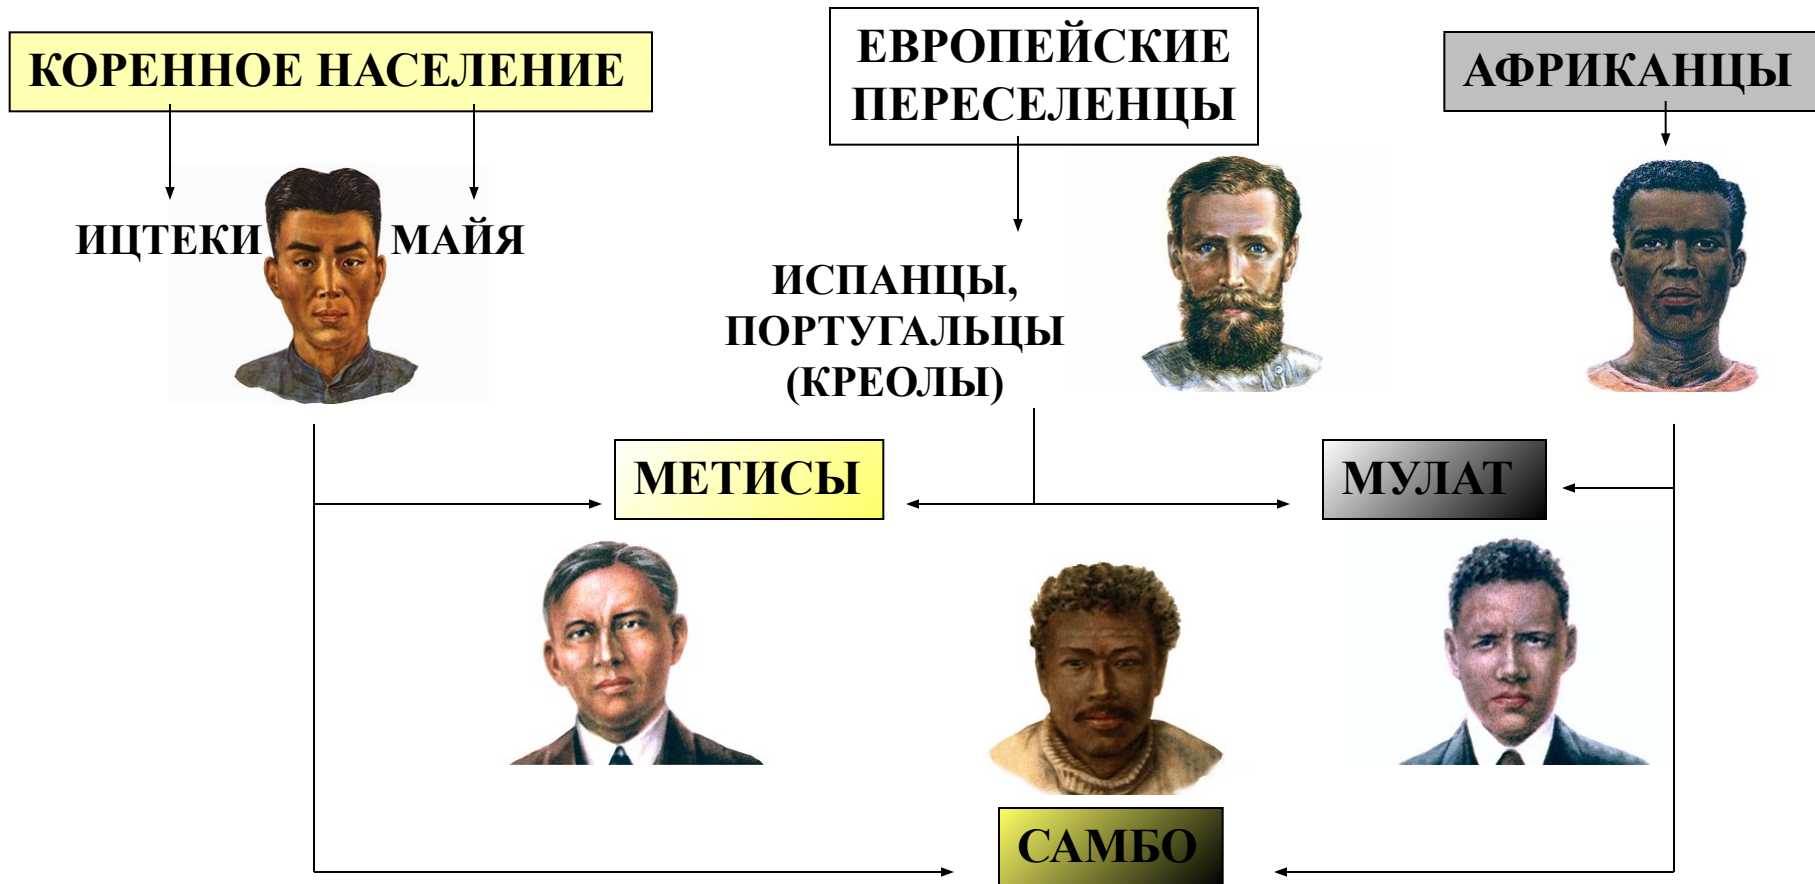 КОРЕННОЕ НАСЕЛЕНИЕ
ЕВРОПЕЙСКИЕ
ПЕРЕСЕЛЕНЦЫ
АФРИКАНЦЫ
ИЦТЕКИ
МАЙЯ
ИСПАНЦЫ,
ПОРТУГАЛЬЦЫ
(КРЕОЛЫ)
МЕТИСЫ
МУЛАТ
САМБО